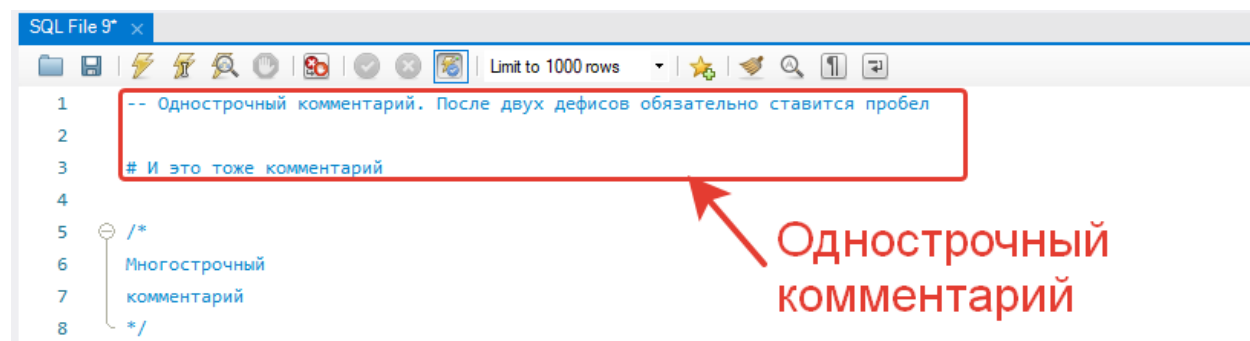 SQL File 9*
Limit to 1000 rows
1 -- Однострочный комментарий. После двух дефисов обязательно ставится пробел
2
3 # И это тоже комментарий
4
5 /*
6 Многострочный
7 комментарий
8 */
Однострочный
комментарий